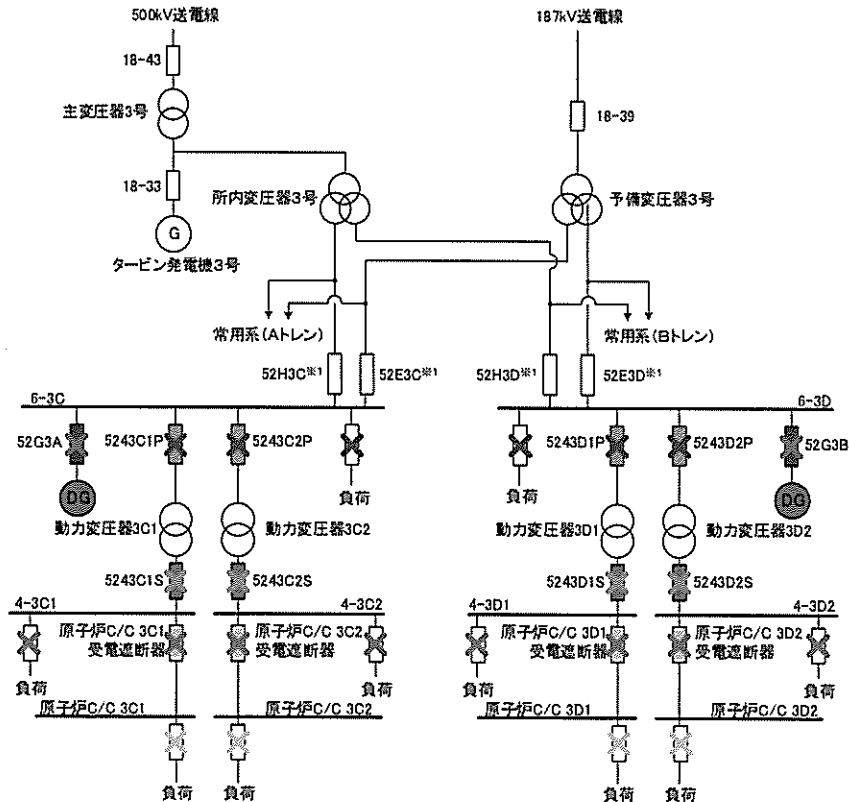 500kV送電線
187kV送電線
18-43
主変圧器3号
18-39
18-33
所内変圧器3号
予備変圧器3号
G
タービン発電機3号
常用系(Aトレン)
常用系(Bトレン)
52H3C※1
52E3C※1
52H3D※1
52E3D※1
6-3C
6-3D
52G3A
5243C1P
5243C2P
5243D1P
5243D2P
52G3B
負荷
負荷
DG
DG
動力変圧器3C1
動力変圧器3C2
動力変圧器3D1
動力変圧器3D2
5243C1S
5243C2S
5243D1S
5243D2S
4-3C1
4-3C2
4-3D1
4-3D2
原子炉C/C 3C1
受電遮断器
原子炉C/C 3C2
受電遮断器
原子炉C/C 3D1
受電遮断器
原子炉C/C 3D2
受電遮断器
負荷
負荷
負荷
負荷
原子炉C/C 3C1
原子炉C/C 3C2
原子炉C/C 3D1
原子炉C/C 3D2
負荷
負荷
負荷
負荷